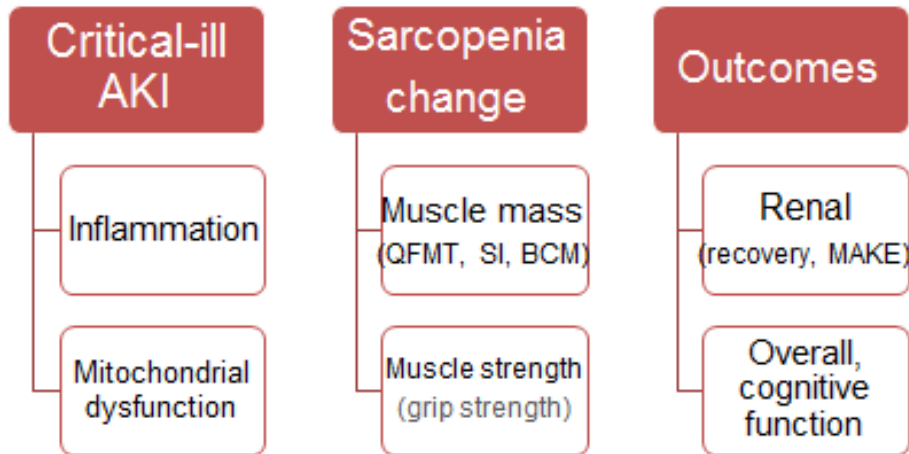 Critical-ill
AKI
Inflammation
Mitochondrial
dysfunction
Sarcopenia
change
Muscle mass
(QFMT, SI, BCM)
Muscle strength
(grip strength)
Outcomes
Renal
(recovery, MAKE)
Overall,
cognitive
function